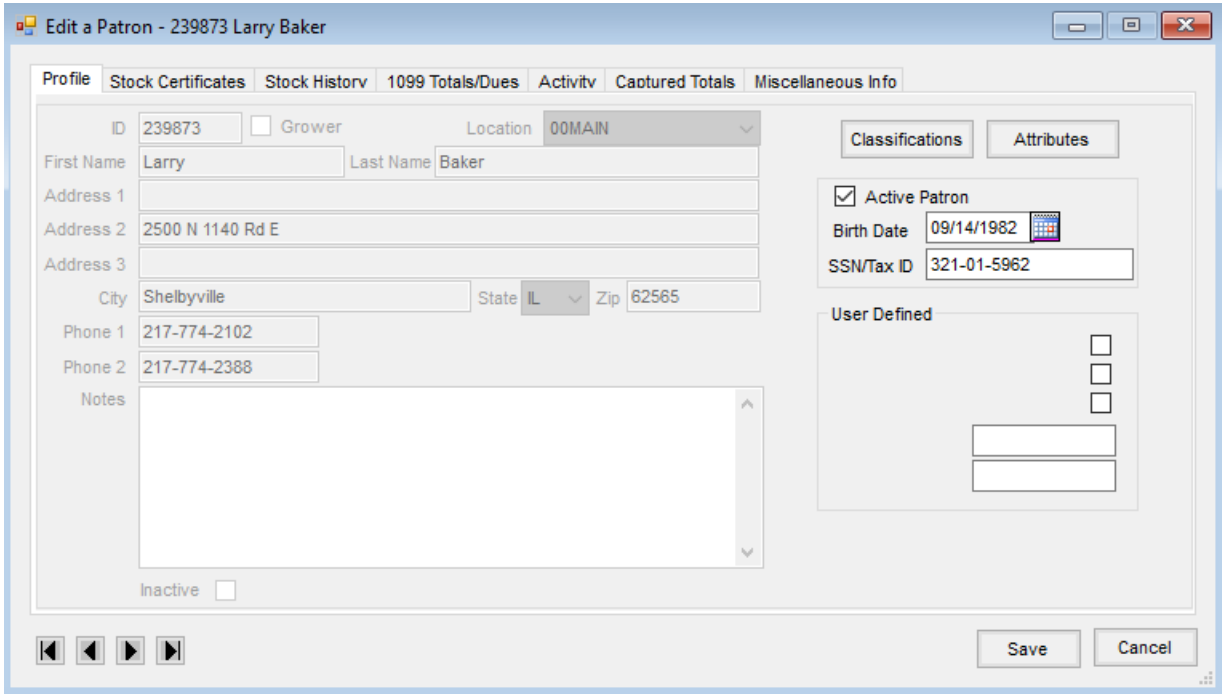 Edit a Patron - 239873 Larry Baker
Profile Stock Certificates Stock History 1099 Totals/Dues Activity Captured Totals Miscellaneous Info
ID 239873 Grower Location 00MAIN
Classifications Attributes
First Name Larry Last Name Baker
Address 1
Active Patron
Address 2 2500 N 1140 Rd E
Birth Date 09/14/1982
Address 3
SSN/Tax ID 321-01-5962
City Shelbyville State IL Zip 62565
User Defined
Phone 1 217-774-2102
Phone 2 217-774-2388
Notes
Inactive
Save Cancel